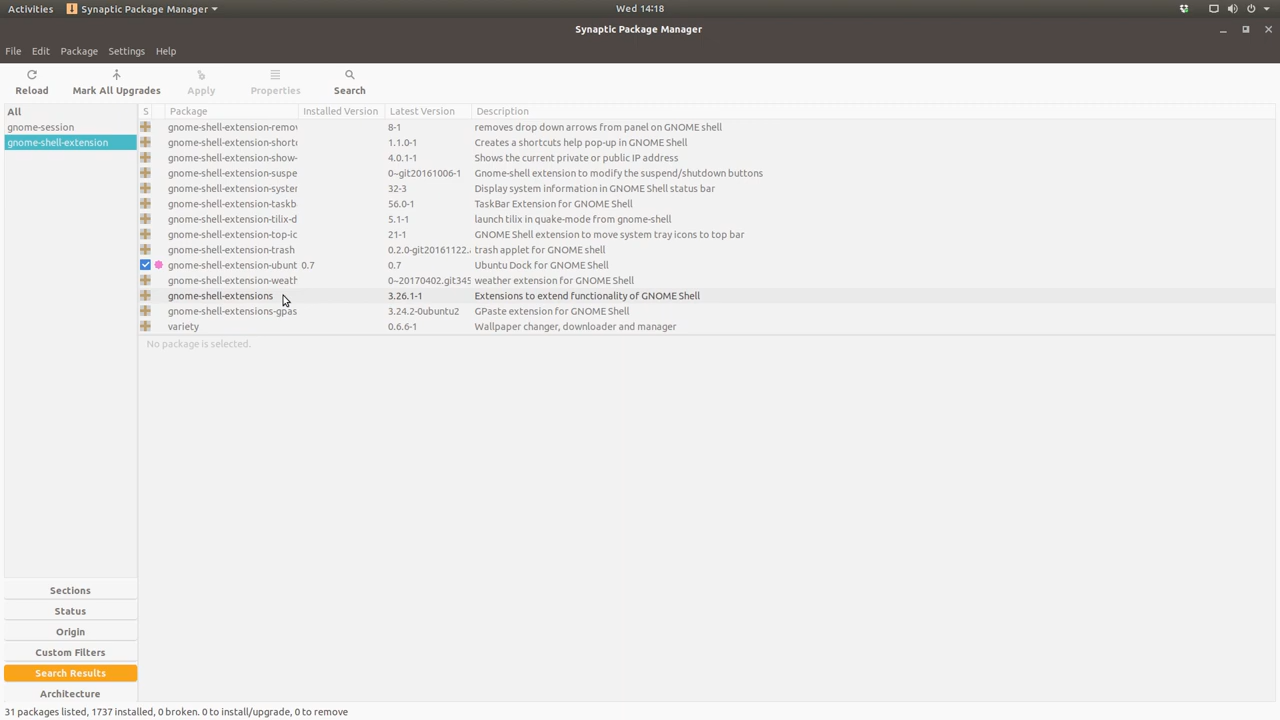 Activities Synaptic Package Manager Wed 14:18
Synaptic Package Manager
File Edit Package Settings Help
Reload Mark All Upgrades Apply Properties Search
All S Package Installed Version Latest Version Description
gnome-session gnome-shell-extension-remov 8-1 removes drop down arrows from panel on GNOME shell
gnome-shell-extension gnome-shell-extension-shortc 1.1.0-1 Creates a shortcuts help pop-up in GNOME Shell
gnome-shell-extension-show- 4.0.1-1 Shows the current private or public IP address
gnome-shell-extension-suspe 0~git20161006-1 Gnome-shell extension to modify the suspend/shutdown buttons
gnome-shell-extension-syster 32-3 Display system information in GNOME Shell status bar
gnome-shell-extension-taskb 56.0-1 TaskBar Extension for GNOME Shell
gnome-shell-extension-tilix-d 5.1-1 launch tilix in quake-mode from gnome-shell
gnome-shell-extension-top-ic 21-1 GNOME Shell extension to move system tray icons to top bar
gnome-shell-extension-trash 0.2.0-git20161122. trash applet for GNOME shell
gnome-shell-extension-ubunt 0.7 0.7 Ubuntu Dock for GNOME Shell
gnome-shell-extension-weath 0~20170402.git345 weather extension for GNOME Shell
gnome-shell-extensions 3.26.1-1 Extensions to extend functionality of GNOME Shell
gnome-shell-extensions-gpas 3.24.2-0ubuntu2 GPaste extension for GNOME Shell
variety 0.6.6-1 Wallpaper changer, downloader and manager
No package is selected.
Sections
Status
Origin
Custom Filters
Search Results
Architecture
31 packages listed, 1737 installed, 0 broken. 0 to install/upgrade, 0 to remove